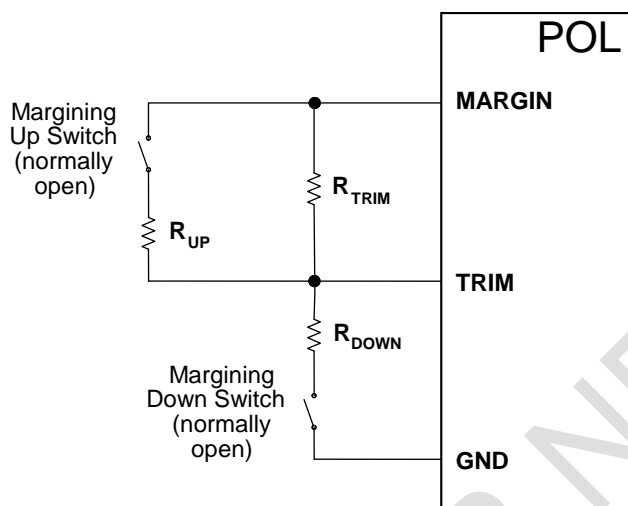 POL
MARGIN
Margining
Up Switch
(normally
open)
R_TRIM
R_UP
TRIM
R_DOWN
Margining
Down Switch
(normally
open)
GND